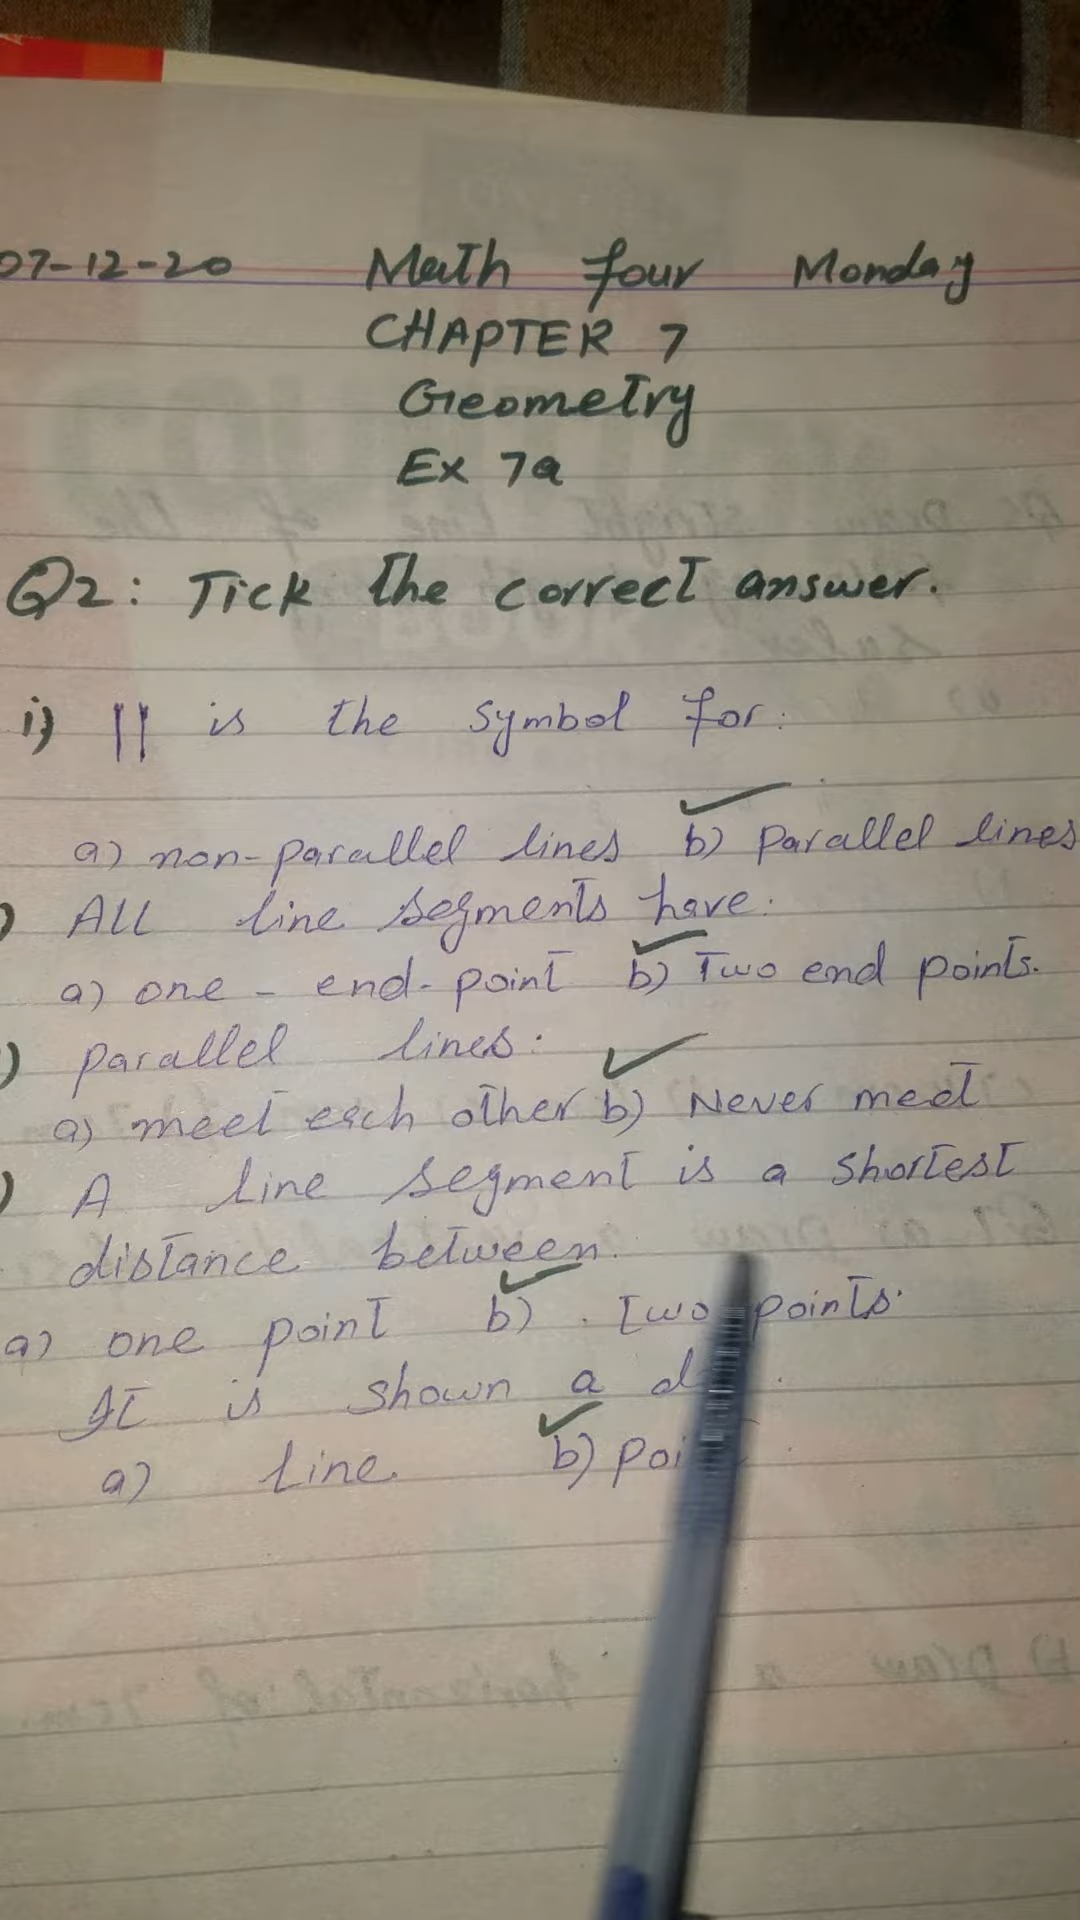 07-12-20 Math four Monday
CHAPTER 7
Geometry
Ex 7a
Q2: Tick the correct answer.
i) || is the symbol for:
a) non-parallel lines b) parallel lines
) All line segments have:
a) one - end-point b) Two end points.
) parallel lines:
a) meet each other b) Never meet
) A line segment is a shortest
distance between.
a) one point b) Two points.
It is shown a
a) line b)